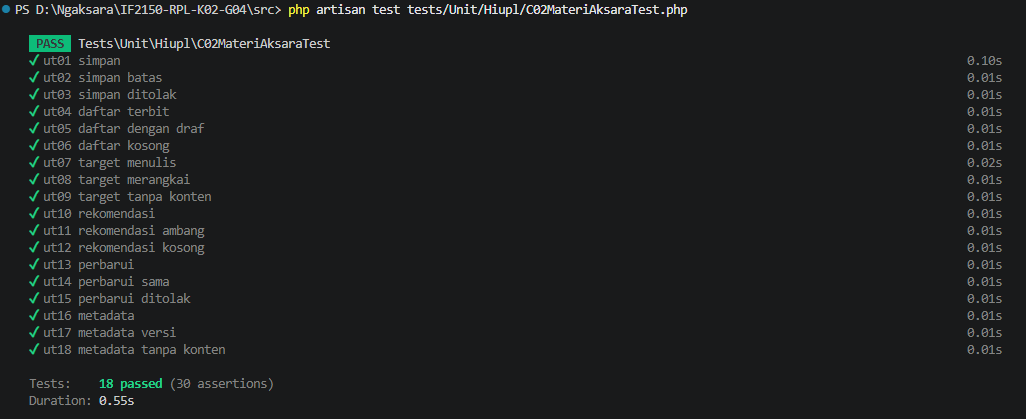 PS D:\Ngaksara\IF2150-RPL-K02-G04\src> php artisan test tests/Unit/Hiupl/C02MateriAksaraTest.php
PASS Tests\Unit\Hiupl\C02MateriAksaraTest
✓ ut01 simpan 0.10s
✓ ut02 simpan batas 0.01s
✓ ut03 simpan ditolak 0.01s
✓ ut04 daftar terbit 0.01s
✓ ut05 daftar dengan draf 0.01s
✓ ut06 daftar kosong 0.01s
✓ ut07 target menulis 0.02s
✓ ut08 target merangkai 0.01s
✓ ut09 target tanpa konten 0.01s
✓ ut10 rekomendasi 0.01s
✓ ut11 rekomendasi ambang 0.01s
✓ ut12 rekomendasi kosong 0.01s
✓ ut13 perbarui 0.01s
✓ ut14 perbarui sama 0.01s
✓ ut15 perbarui ditolak 0.01s
✓ ut16 metadata 0.01s
✓ ut17 metadata versi 0.01s
✓ ut18 metadata tanpa konten 0.01s
Tests: 18 passed (30 assertions)
Duration: 0.55s